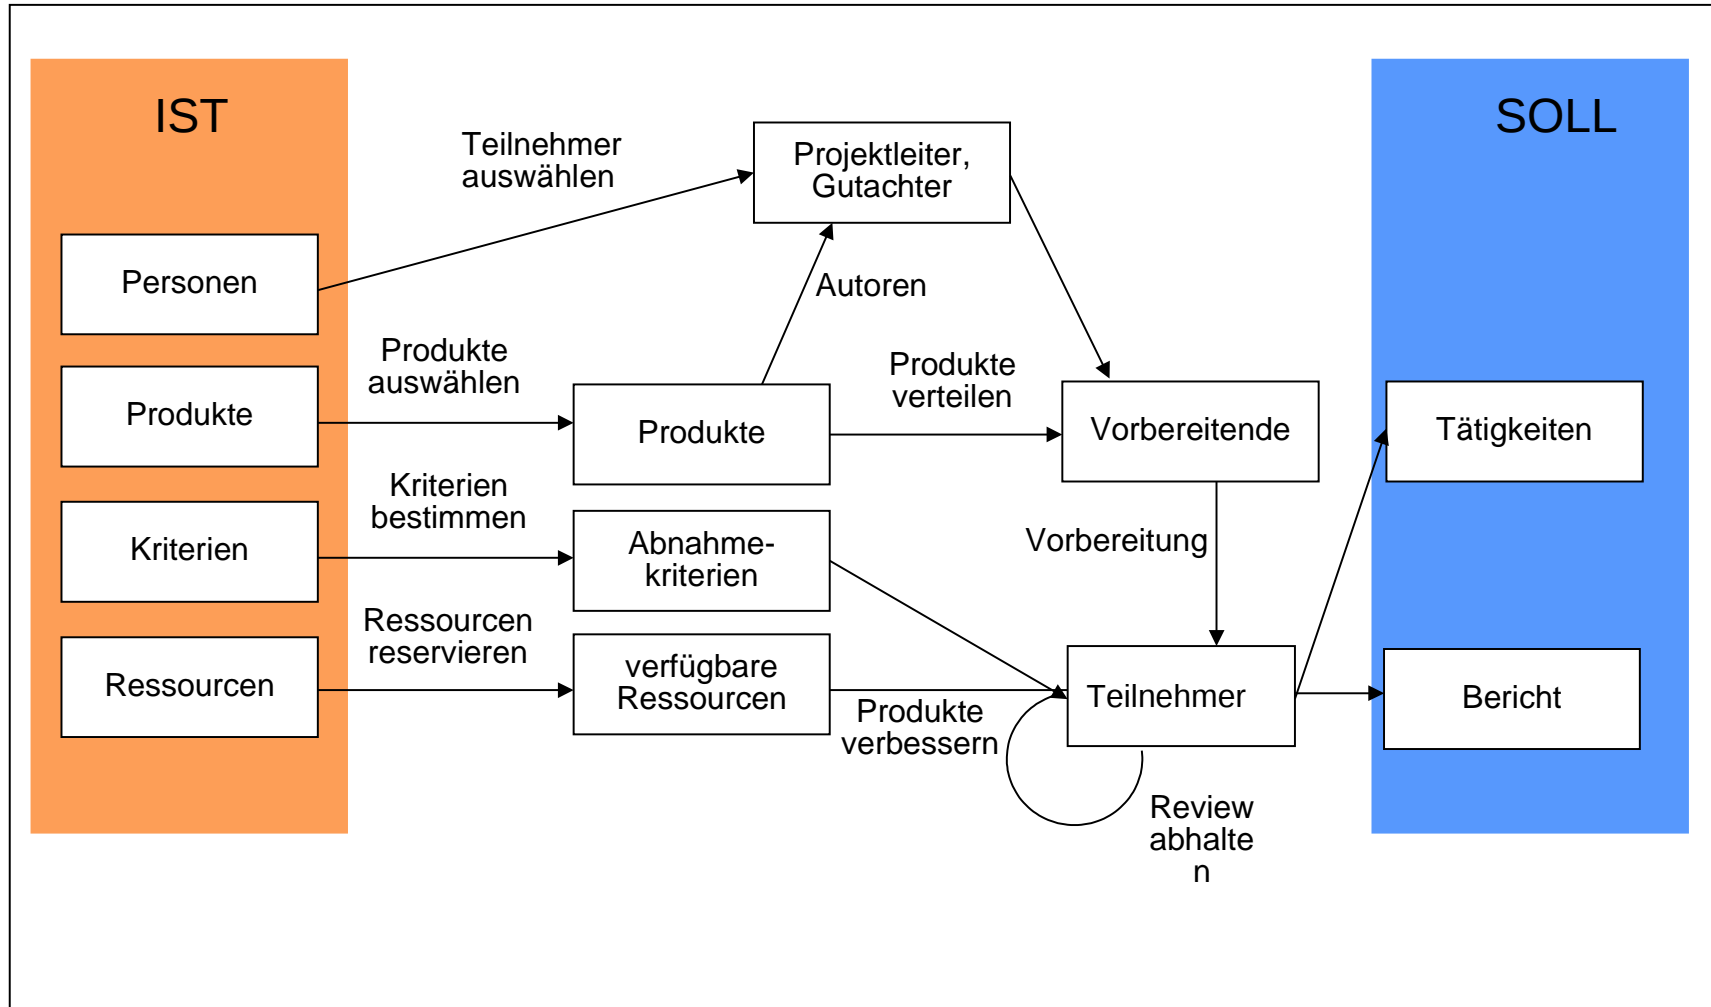 IST
SOLL
Teilnehmer
auswählen
Projektleiter,
Gutachter
Personen
Autoren
Produkte
auswählen
Produkte
verteilen
Produkte
Produkte
Vorbereitende
Tätigkeiten
Kriterien
bestimmen
Kriterien
Abnahme-
kriterien
Vorbereitung
Ressourcen
reservieren
Ressourcen
verfügbare
Ressourcen
Produkte
verbessern
Teilnehmer
Bericht
Review
abhalte
n